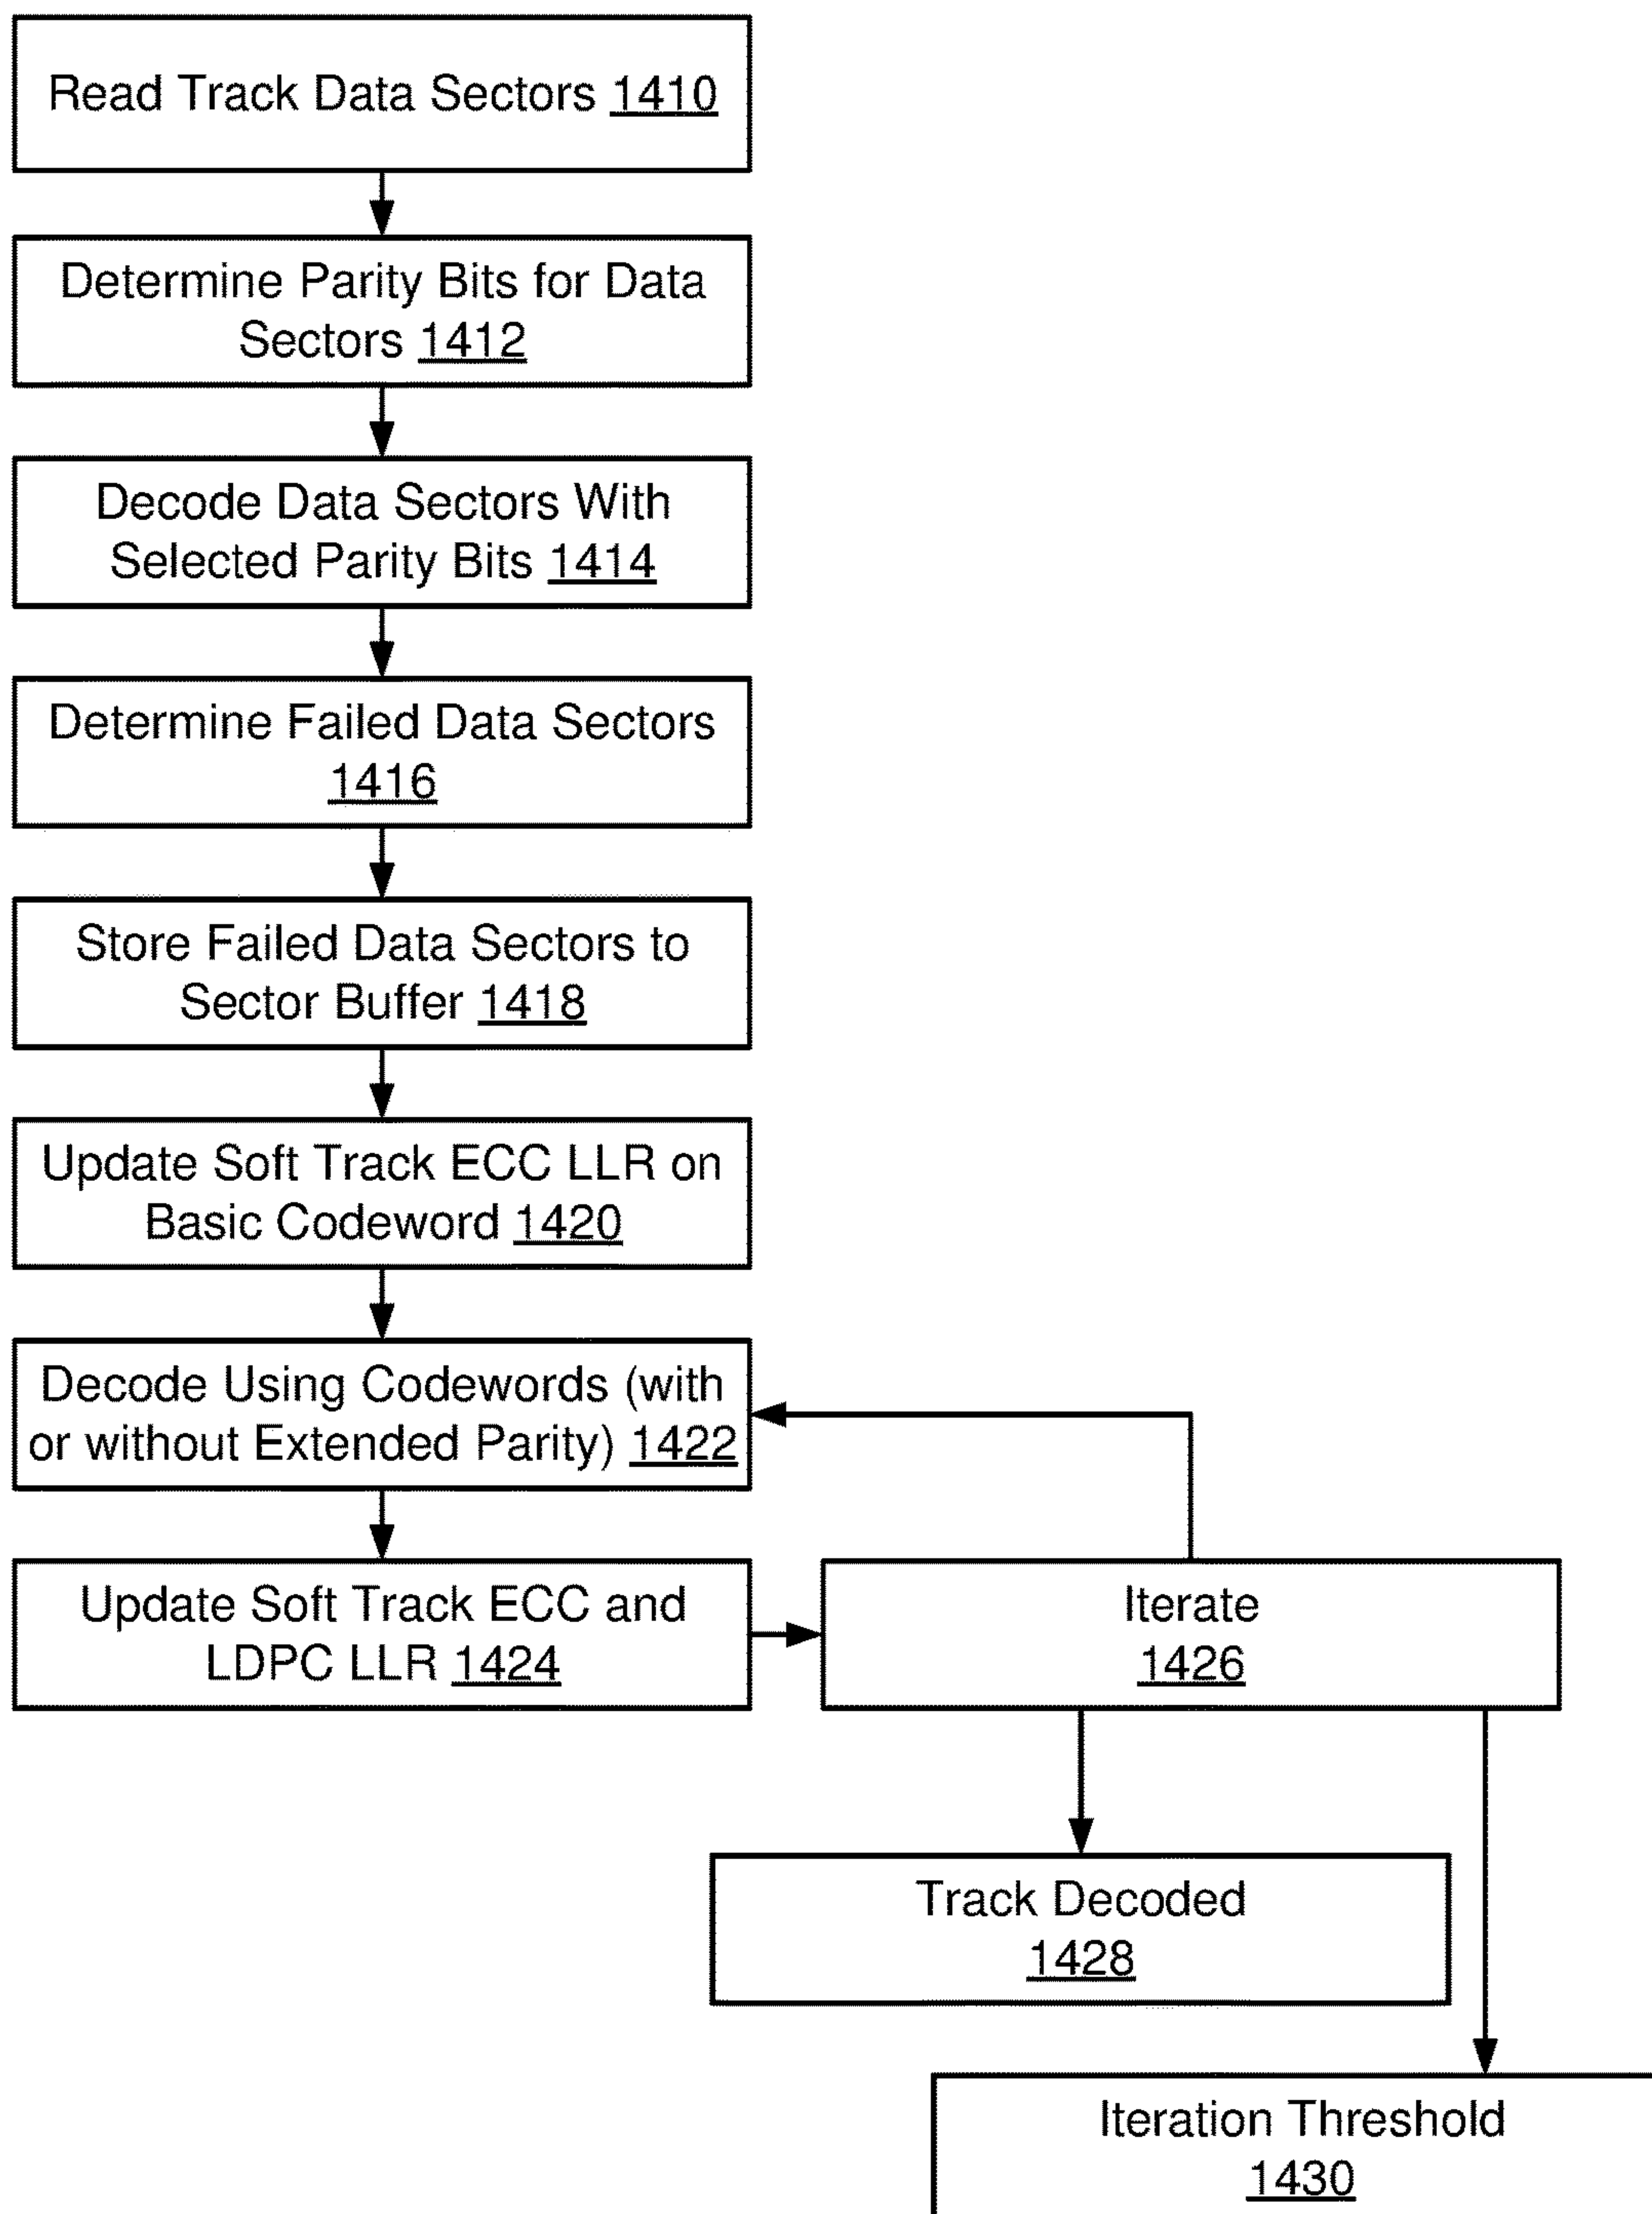 Read Track Data Sectors 1410
Determine Parity Bits for Data
Sectors 1412
Decode Data Sectors With
Selected Parity Bits 1414
Determine Failed Data Sectors
1416
Store Failed Data Sectors to
Sector Buffer 1418
Update Soft Track ECC LLR on
Basic Codeword 1420
Decode Using Codewords (with
or without Extended Parity) 1422
Update Soft Track ECC and
LDPC LLR 1424
Iterate
1426
Track Decoded
1428
Iteration Threshold
1430